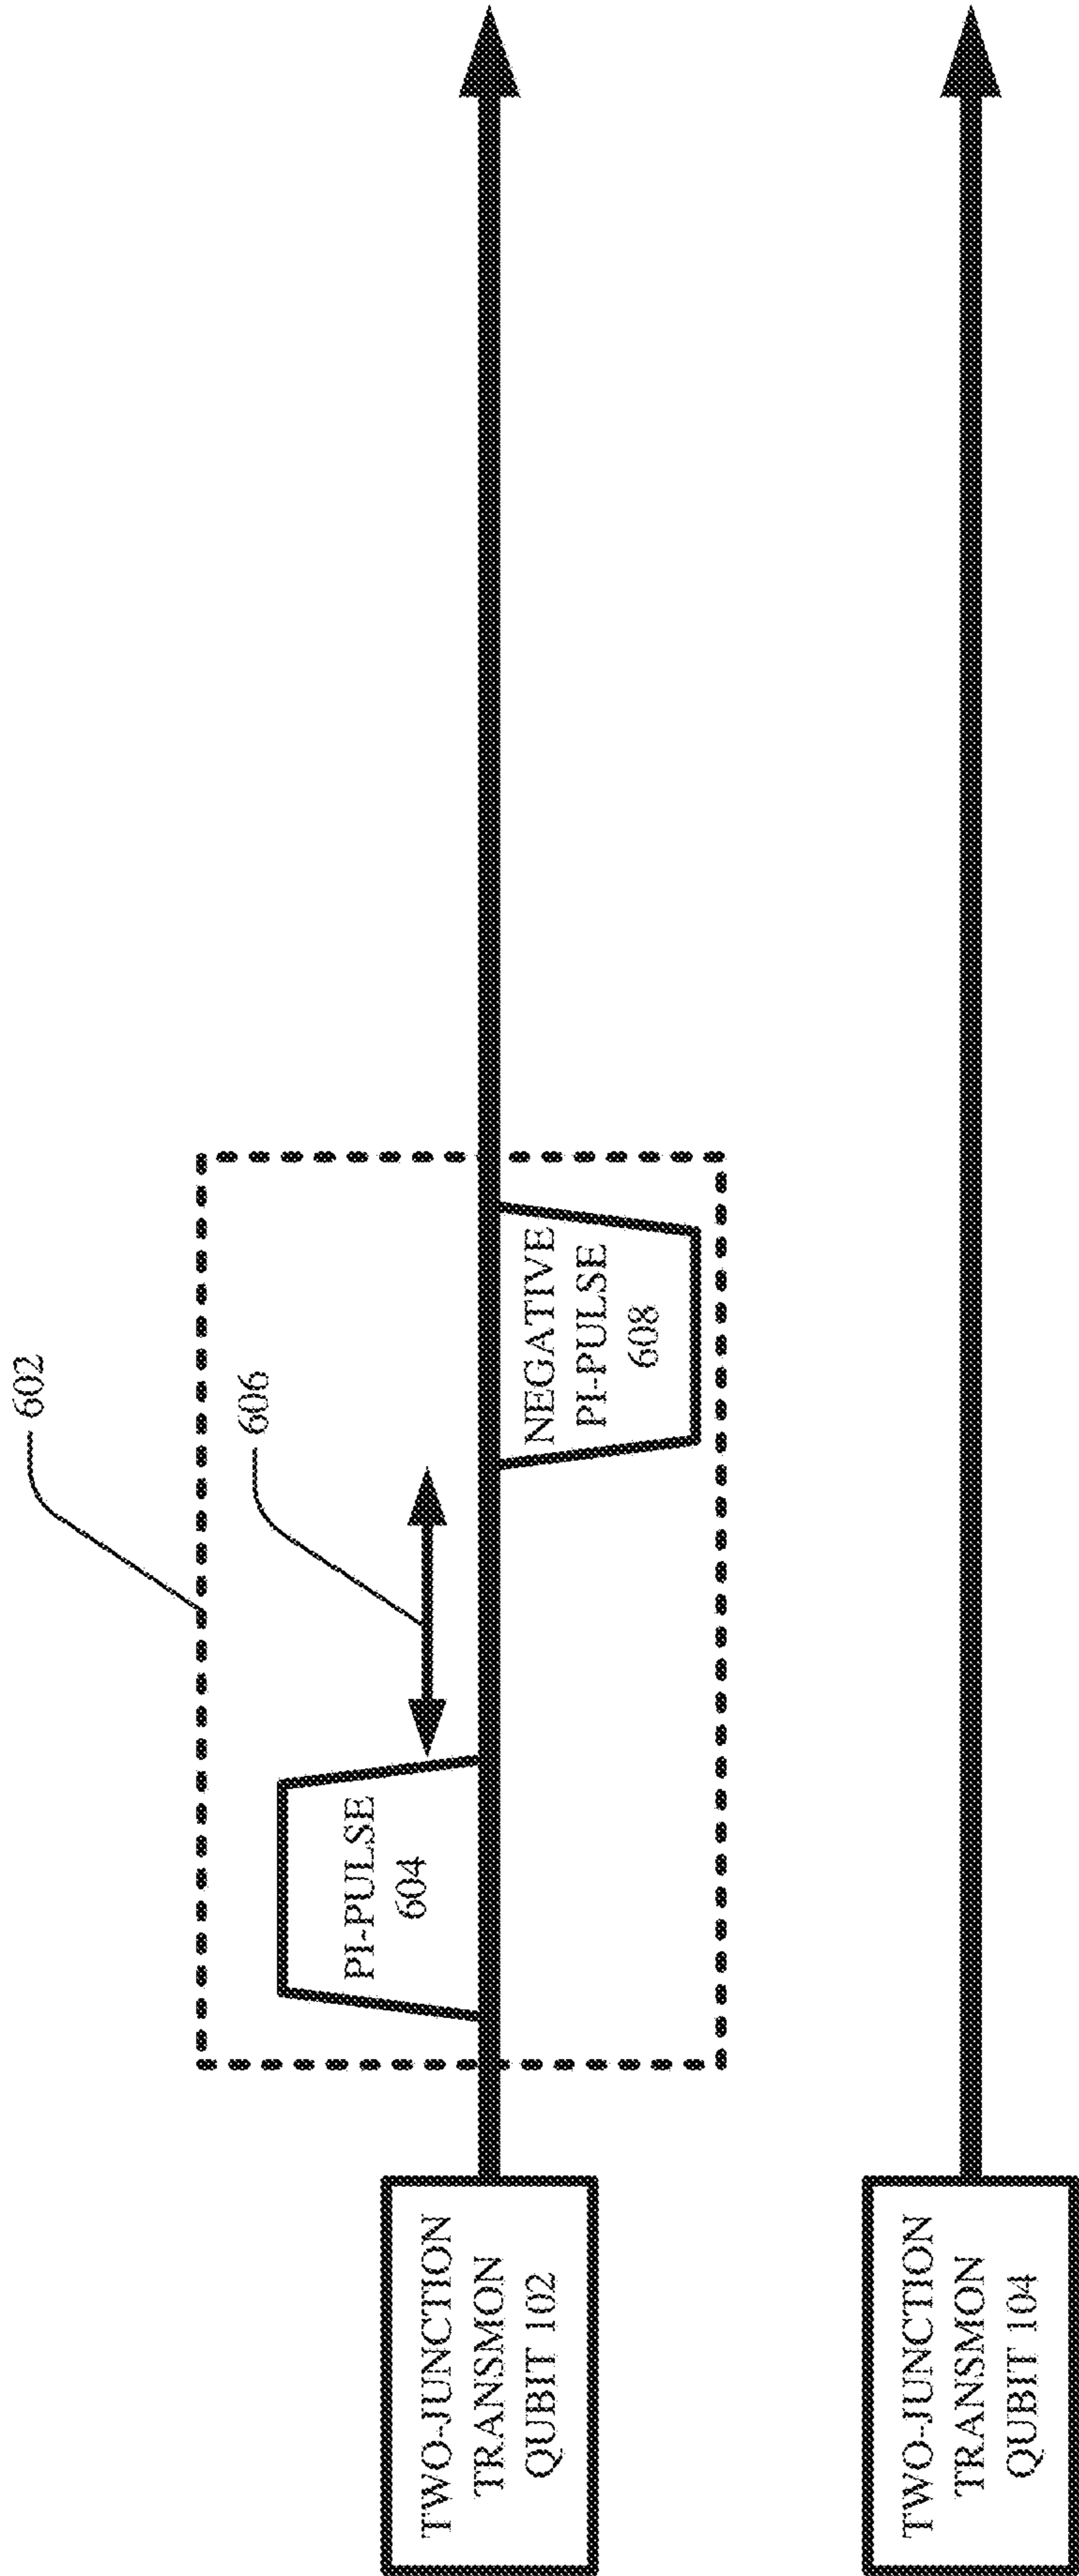 602
606
PI-PULSE
604
NEGATIVE
PI-PULSE
608
TWO-JUNCTION
TRANSMON
QUBIT 102
TWO-JUNCTION
TRANSMON
QUBIT 104